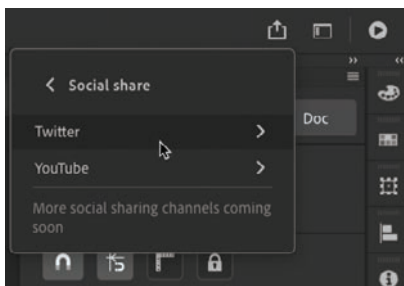 Social share
Doc
Twitter
YouTube
More social sharing channels coming
soon